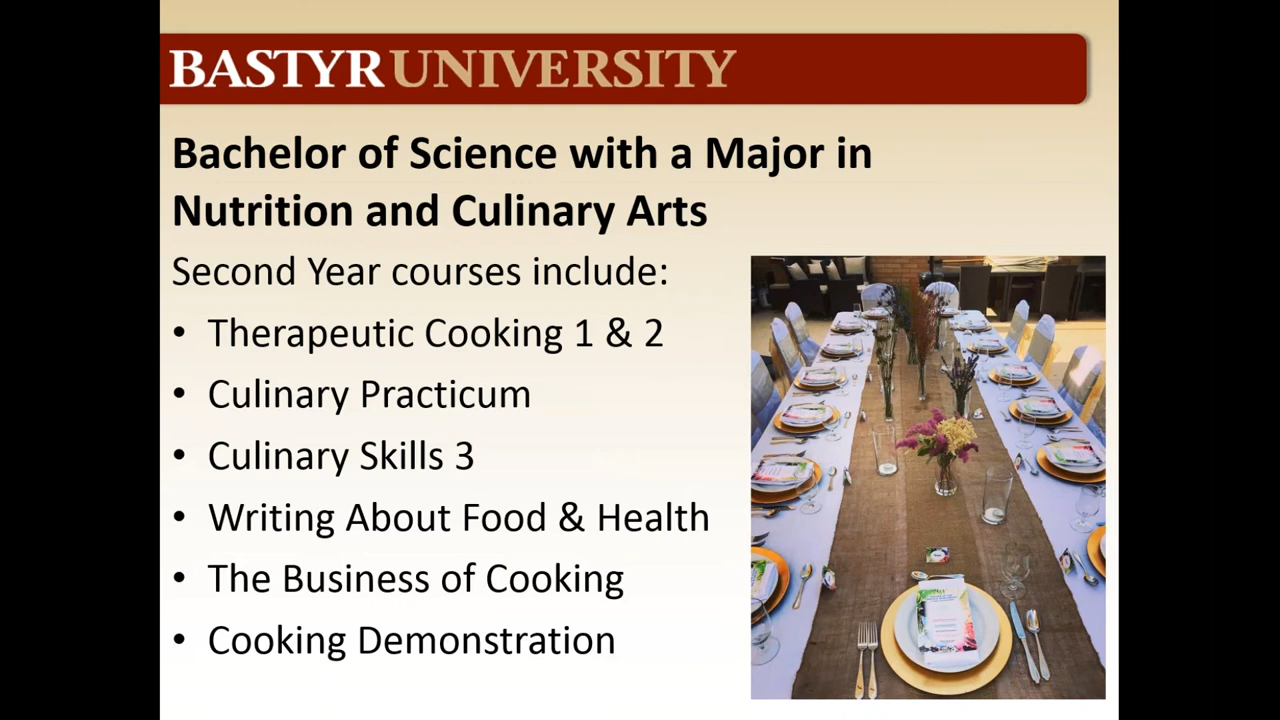 BASTYR UNIVERSITY
Bachelor of Science with a Major in
Nutrition and Culinary Arts
Second Year courses include:
• Therapeutic Cooking 1 & 2
• Culinary Practicum
• Culinary Skills 3
• Writing About Food & Health
• The Business of Cooking
• Cooking Demonstration